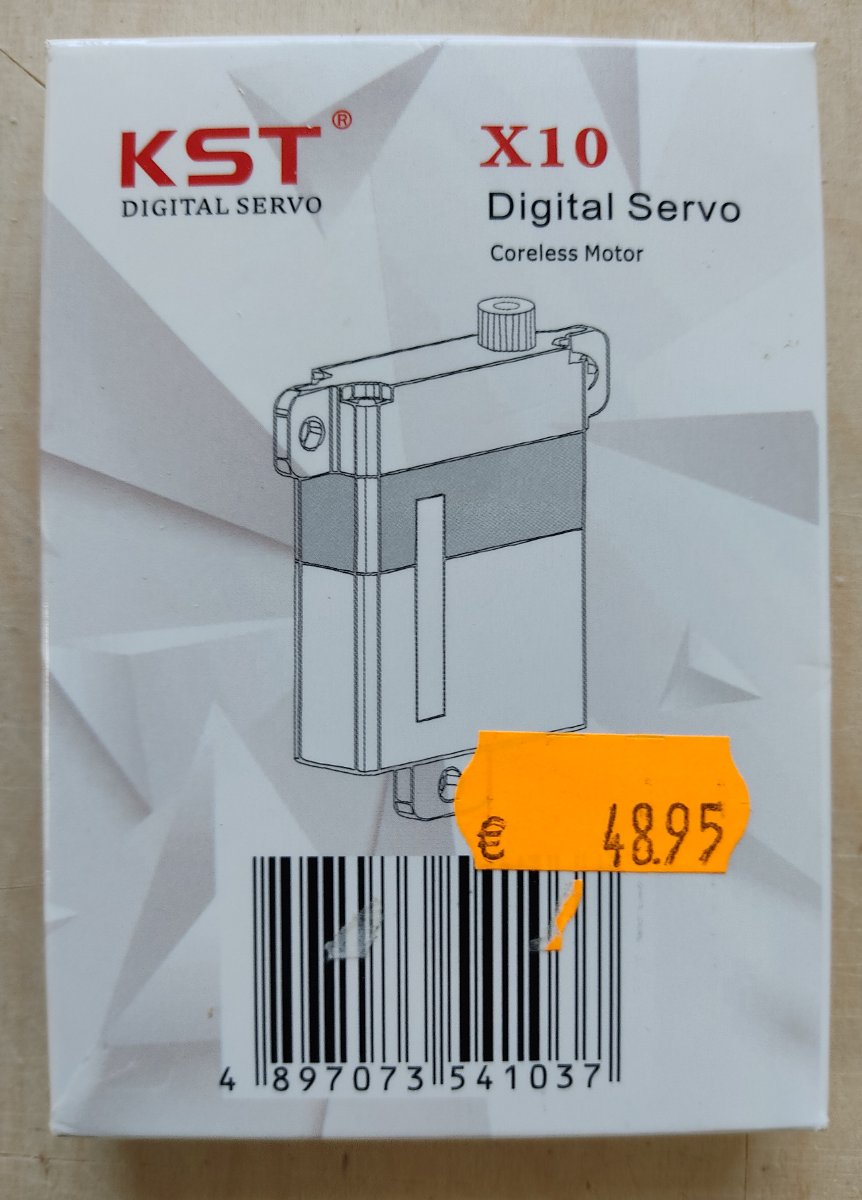 KST®
DIGITAL SERVO
X10
Digital Servo
Coreless Motor
€ 48.95
4 897073 541037